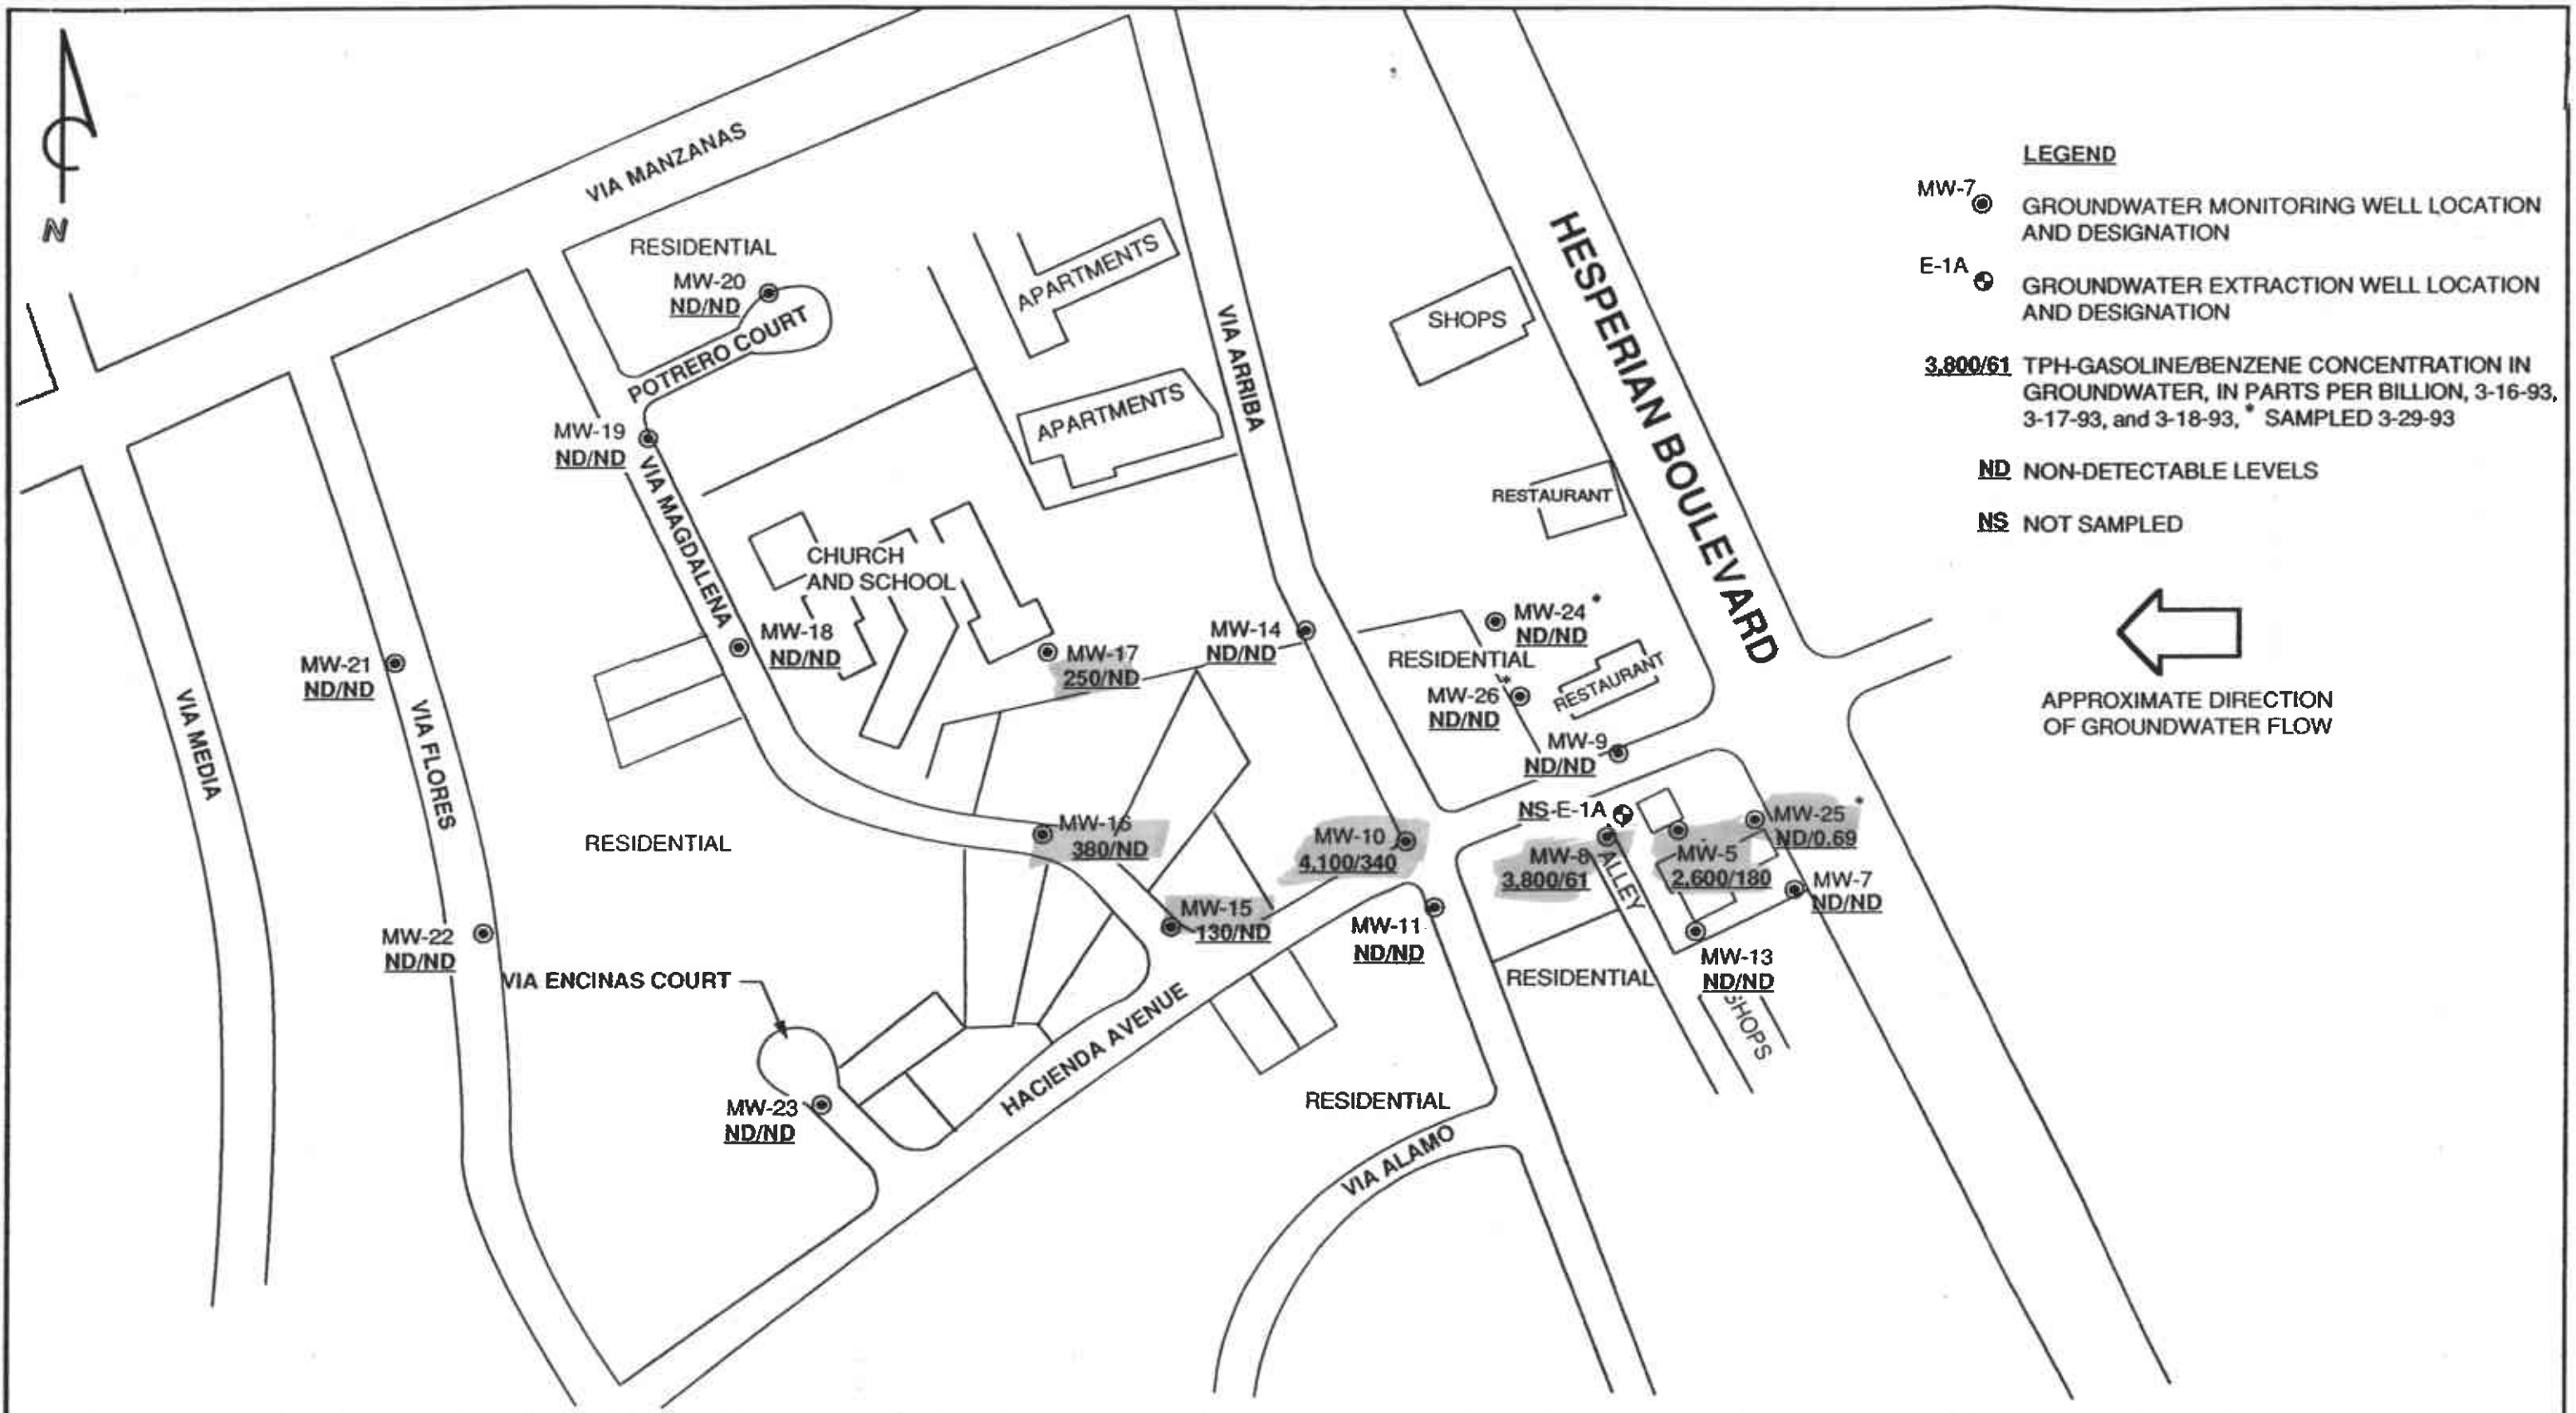 N
VIA MANZANAS
RESIDENTIAL
MW-20
ND/ND
POTRERO COURT
APARTMENTS
APARTMENTS
VIA ARRIBA
SHOPS
HESPERIAN BOULEVARD
RESTAURANT
LEGEND
MW-7
GROUNDWATER MONITORING WELL LOCATION
AND DESIGNATION
E-1A
GROUNDWATER EXTRACTION WELL LOCATION
AND DESIGNATION
3,800/61 TPH-GASOLINE/BENZENE CONCENTRATION IN
GROUNDWATER, IN PARTS PER BILLION, 3-16-93,
3-17-93, and 3-18-93, * SAMPLED 3-29-93
ND NON-DETECTABLE LEVELS
NS NOT SAMPLED
APPROXIMATE DIRECTION
OF GROUNDWATER FLOW
MW-19
ND/ND
VIA MAGDALENA
CHURCH
AND SCHOOL
MW-18
ND/ND
MW-17
250/ND
MW-14
ND/ND
MW-24*
ND/ND
RESIDENTIAL
MW-26*
ND/ND
RESTAURANT
MW-9
ND/ND
MW-21
ND/ND
VIA MEDIA
VIA FLORES
RESIDENTIAL
MW-16
380/ND
MW-10
4,100/340
NS-E-1A
MW-8
3,800/61
ALLEY
MW-5
2,600/180
MW-25*
ND/0.69
MW-7
ND/ND
MW-15
130/ND
MW-11
ND/ND
MW-13
ND/ND
RESIDENTIAL
SHOPS
MW-22
ND/ND
VIA ENCINAS COURT
MW-23
ND/ND
HACIENDA AVENUE
RESIDENTIAL
VIA ALAMO